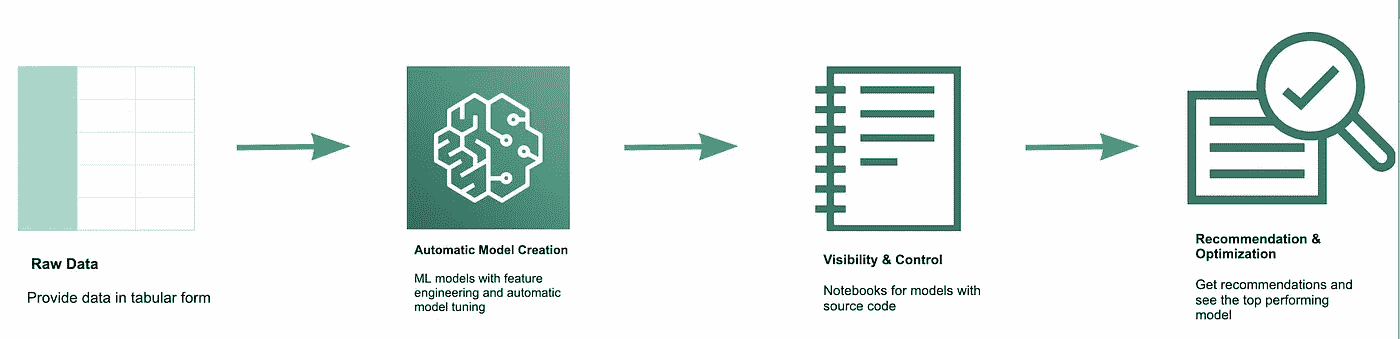 Raw Data
Provide data in tabular form
Automatic Model Creation
ML models with feature
engineering and automatic
model tuning
Visibility & Control
Notebooks for models with
source code
Recommendation &
Optimization
Get recommendations and
see the top performing
model